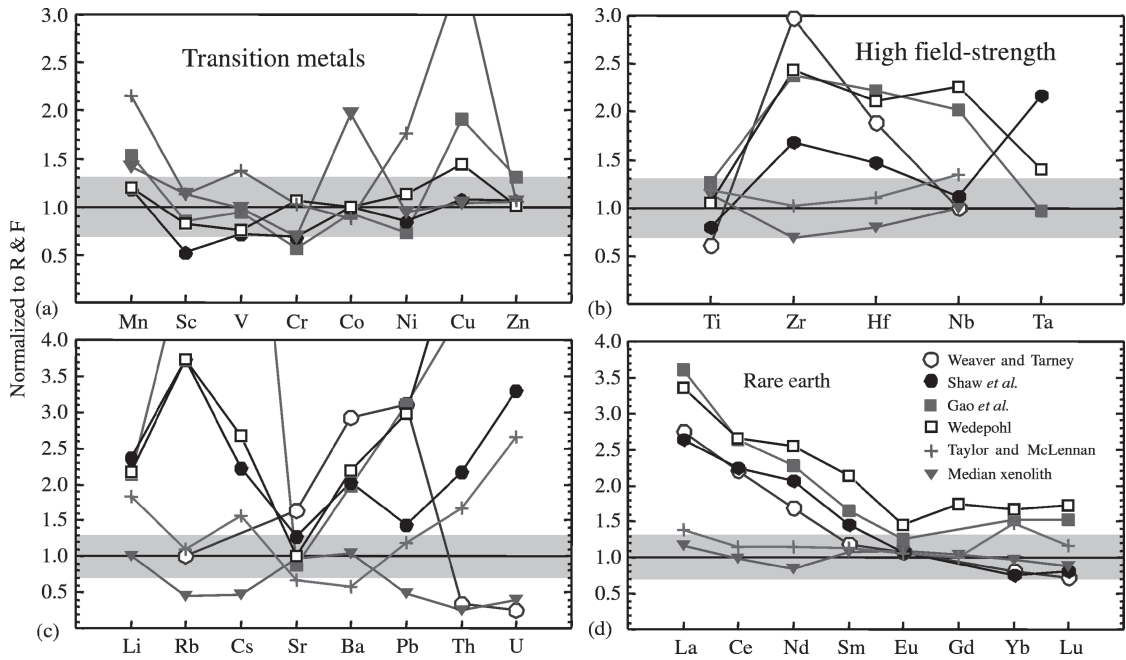 Normalized to R & F
3.0
2.5
2.0
1.5
1.0
0.5
Transition metals
(a)
Mn Sc V Cr Co Ni Cu Zn
3.0
2.5
2.0
1.5
1.0
0.5
High field-strength
(b)
Ti Zr Hf Nb Ta
4.0
3.5
3.0
2.5
2.0
1.5
1.0
0.5
(c)
Li Rb Cs Sr Ba Pb Th U
4.0
3.5
3.0
2.5
2.0
1.5
1.0
0.5
Rare earth
Weaver and Tarney
Shaw et al.
Gao et al.
Wedepohl
Taylor and McLennan
Median xenolith
(d)
La Ce Nd Sm Eu Gd Yb Lu